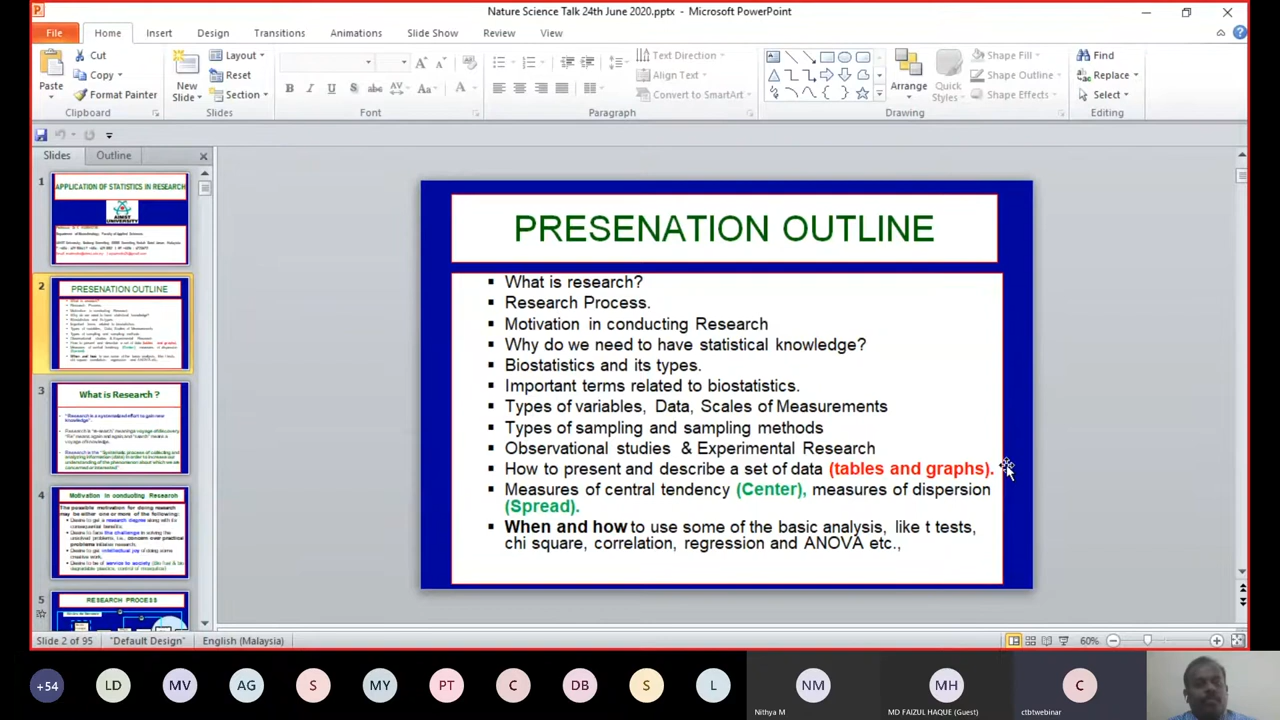 Nature Science Talk 24th June 2020.pptx - Microsoft PowerPoint
File Home Insert Design Transitions Animations Slide Show Review View
Cut
Copy
Format Painter
Paste
Clipboard
New Slide
Layout
Reset
Section
Slides
Font
Text Direction
Align Text
Convert to SmartArt
Paragraph
Arrange
Quick Styles
Shape Fill
Shape Outline
Shape Effects
Drawing
Find
Replace
Select
Editing
Slides Outline
1
APPLICATION OF STATISTICS IN RESEARCH
2
PRESENATION OUTLINE
3
What is Research ?
4
Motivation in conducting Research
5
RESEARCH PROCESS
PRESENATION OUTLINE
What is research?
Research Process.
Motivation in conducting Research
Why do we need to have statistical knowledge?
Biostatistics and its types.
Important terms related to biostatistics.
Types of variables, Data, Scales of Measurements
Types of sampling and sampling methods
Observational studies & Experimental Research
How to present and describe a set of data (tables and graphs).
Measures of central tendency (Center), measures of dispersion
(Spread).
When and how to use some of the basic analysis, like t tests,
chi square, correlation, regression and ANOVA etc.,
Slide 2 of 95 "Default Design" English (Malaysia) 60%
+54 LD MV AG S MY PT C DB S L NM MH C
Nithya M MD FAIZUL HAQUE (Guest) ctbtwebinar